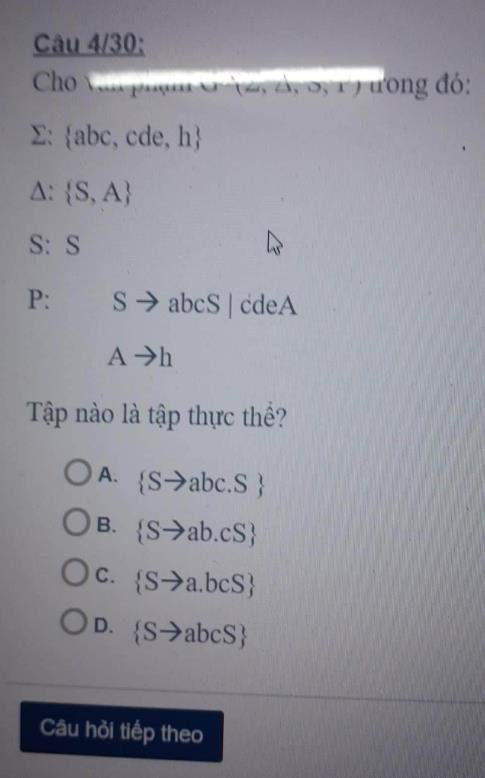 Câu 4/30:
Cho văn phạm G=(Σ, Δ, S, P) trong đó:
Σ: {abc, cde, h}
Δ: {S, A}
S: S
P: S → abcS | cdeA
A →h
Tập nào là tập thực thể?
A. {S→abc.S }
B. {S→ab.cS}
C. {S→a.bcS}
D. {S→abcS}
Câu hỏi tiếp theo